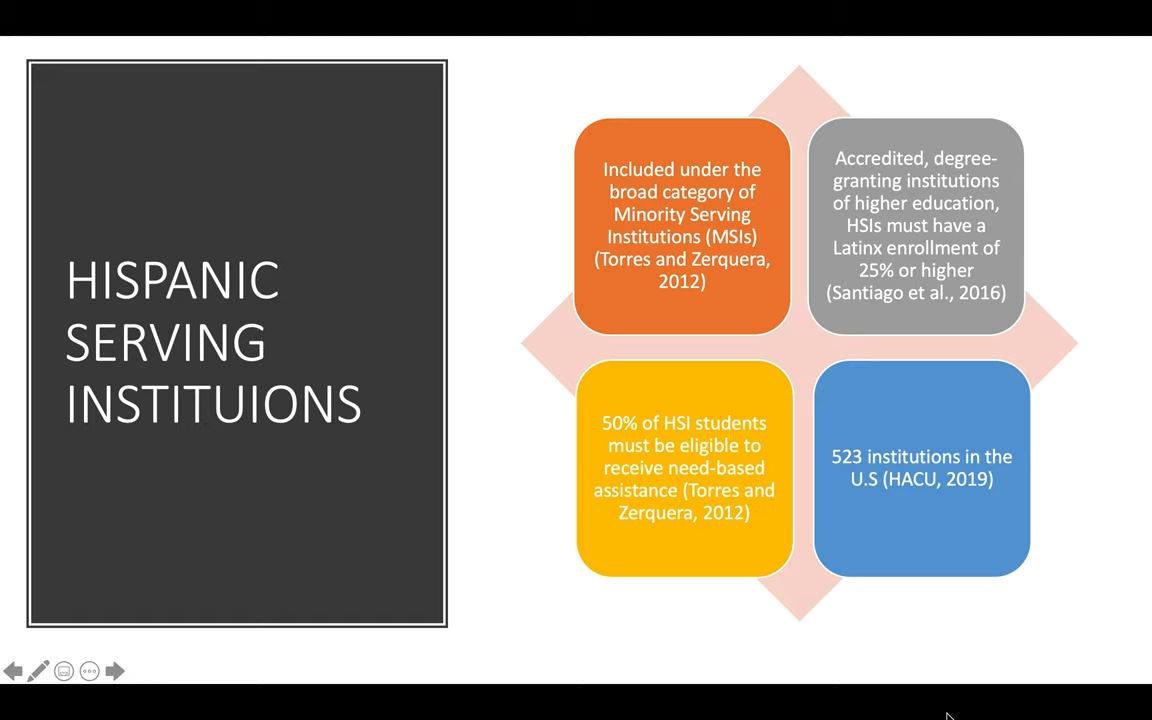 HISPANIC
SERVING
INSTITUIONS
Included under the
broad category of
Minority Serving
Institutions (MSIs)
(Torres and Zerquera,
2012)
Accredited, degree-
granting institutions
of higher education,
HSIs must have a
Latinx enrollment of
25% or higher
(Santiago et al., 2016)
50% of HSI students
must be eligible to
receive need-based
assistance (Torres and
Zerquera, 2012)
523 institutions in the
U.S (HACU, 2019)